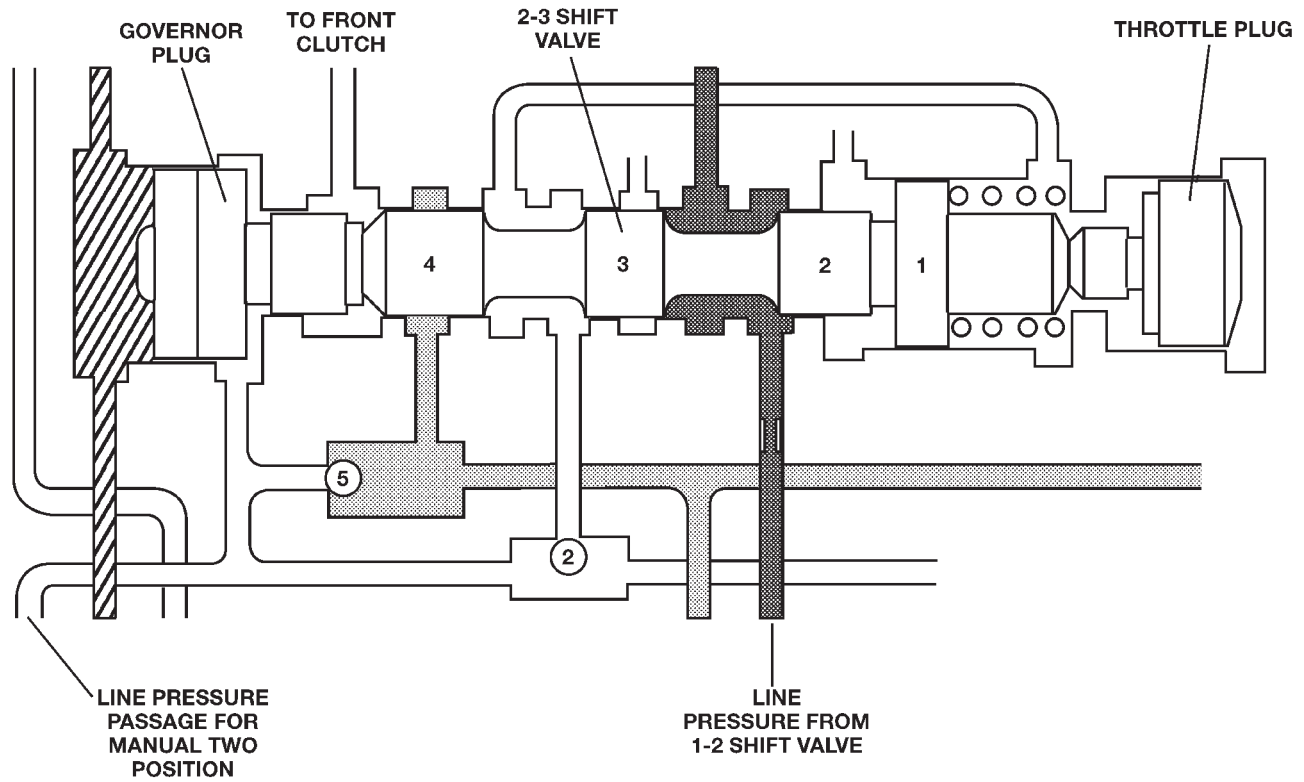 GOVERNOR
PLUG
TO FRONT
CLUTCH
2-3 SHIFT
VALVE
THROTTLE PLUG
4
3
2
1
5
2
LINE PRESSURE
PASSAGE FOR
MANUAL TWO
POSITION
LINE
PRESSURE FROM
1-2 SHIFT VALVE